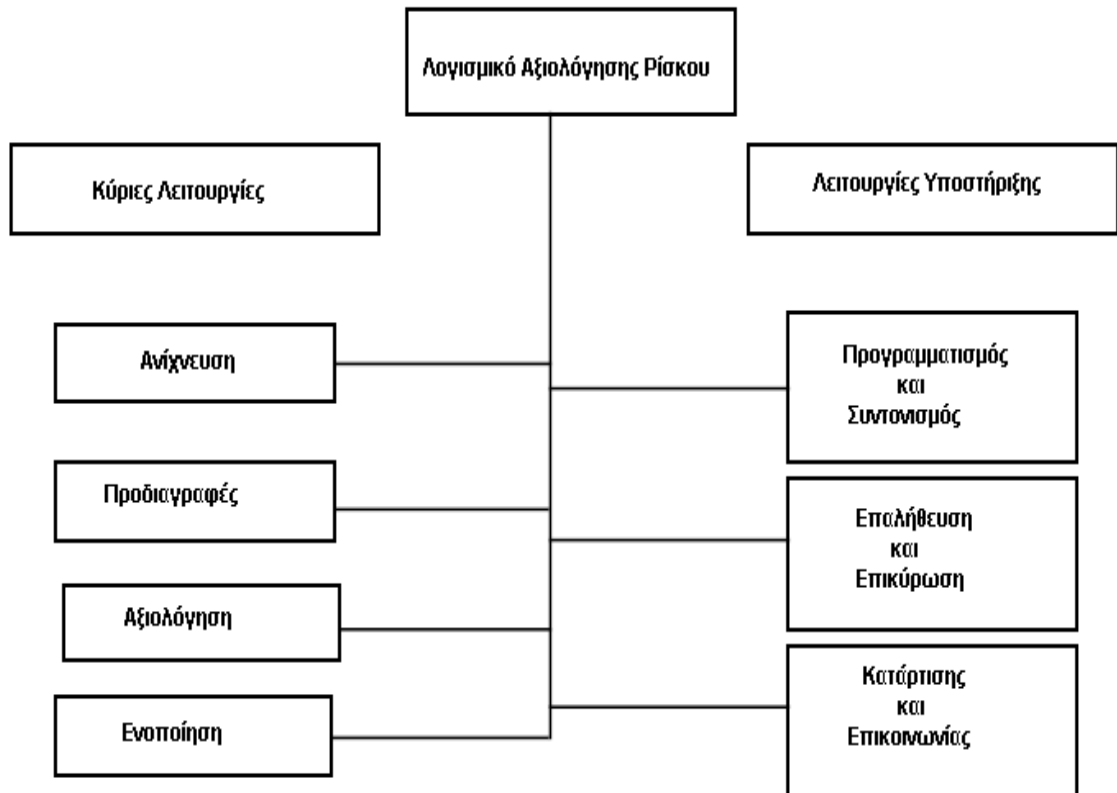 Λογισμικό Αξιολόγησης Ρίσκου
Κύριες Λειτουργίες
Λειτουργίες Υποστήριξης
Ανίχνευση
Προδιαγραφές
Αξιολόγηση
Ενοποίηση
Προγραμματισμός
και
Συντονισμός
Επαλήθευση
και
Επικύρωση
Κατάρτισης
και
Επικοινωνίας